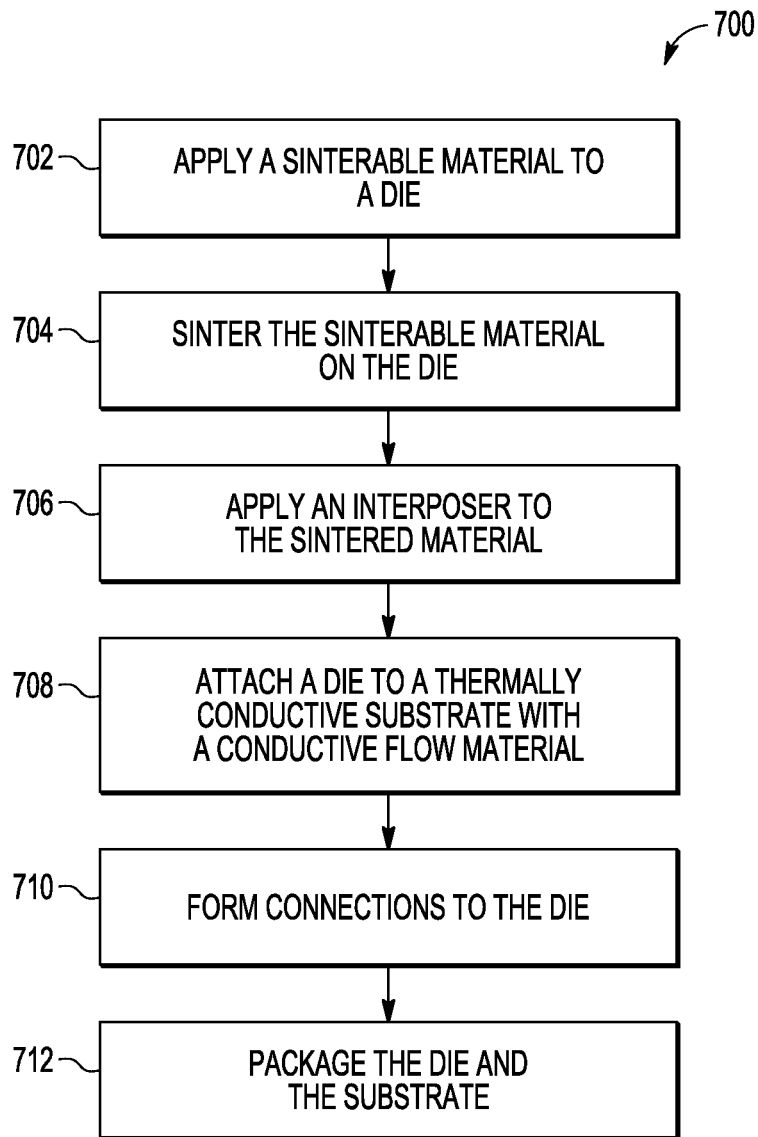 700
702
APPLY A SINTERABLE MATERIAL TO
A DIE
704
SINTER THE SINTERABLE MATERIAL
ON THE DIE
706
APPLY AN INTERPOSER TO
THE SINTERED MATERIAL
708
ATTACH A DIE TO A THERMALLY
CONDUCTIVE SUBSTRATE WITH
A CONDUCTIVE FLOW MATERIAL
710
FORM CONNECTIONS TO THE DIE
712
PACKAGE THE DIE AND
THE SUBSTRATE